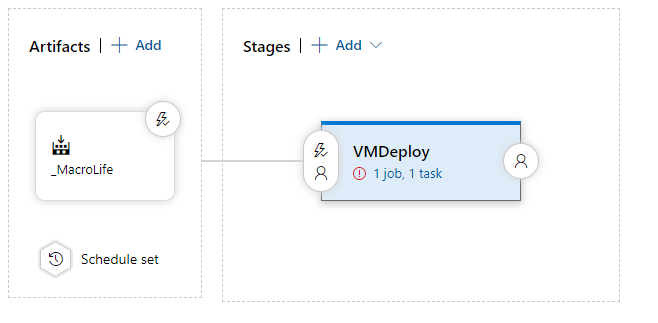 Artifacts | + Add
_MacroLife
Schedule set
Stages | + Add
VMDeploy
1 job, 1 task